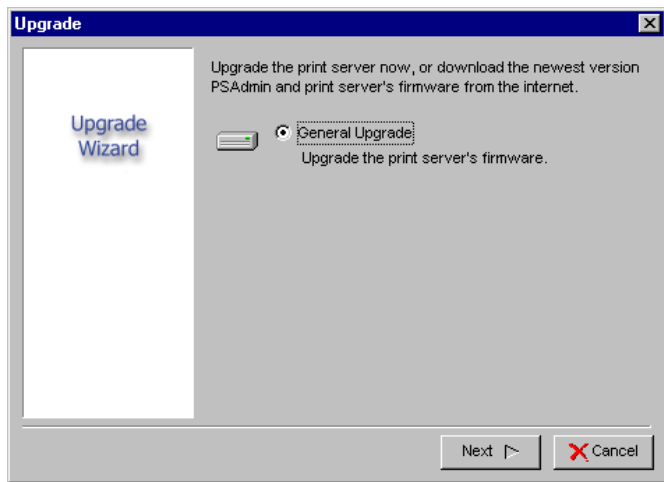 Upgrade
Upgrade the print server now, or download the newest version
PSAdmin and print server's firmware from the internet.
Upgrade
Wizard
General Upgrade
Upgrade the print server's firmware.
Next
Cancel